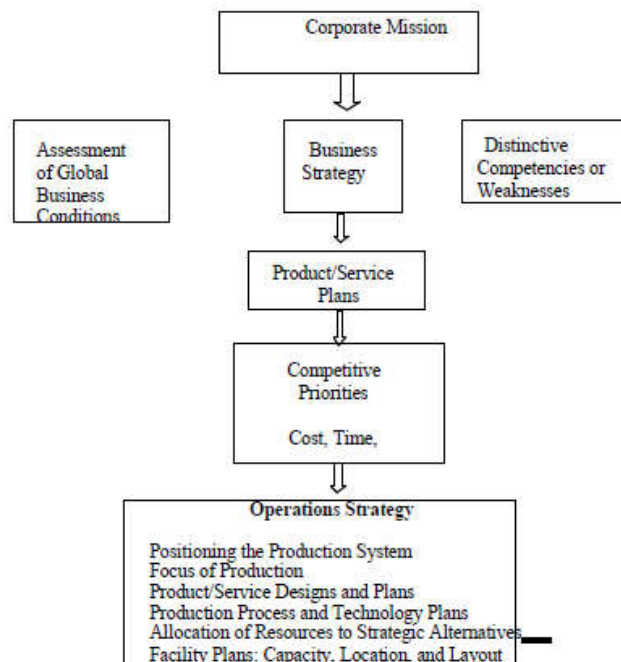 Corporate Mission
Assessment
of Global
Business
Conditions
Business
Strategy
Distinctive
Competencies or
Weaknesses
Product/Service
Plans
Competitive
Priorities
Cost, Time,
Operations Strategy
Positioning the Production System
Focus of Production
Product/Service Designs and Plans
Production Process and Technology Plans
Allocation of Resources to Strategic Alternatives
Facility Plans: Capacity, Location, and Layout